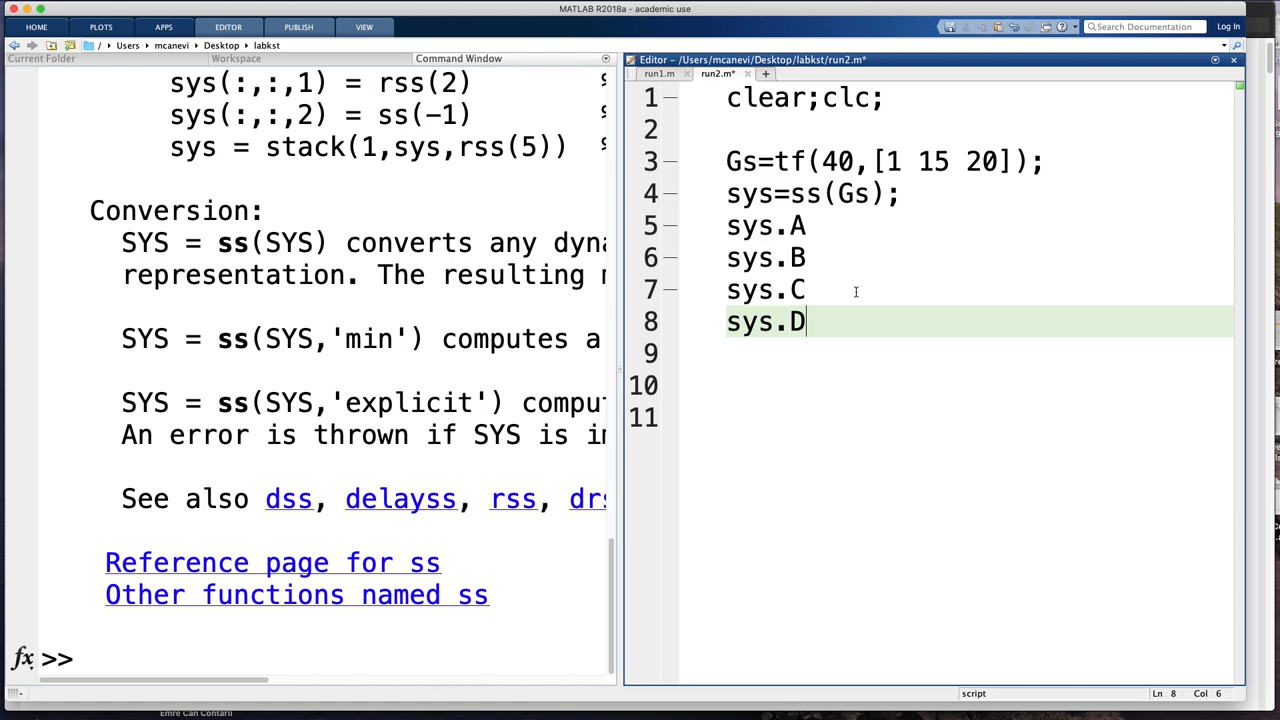 MATLAB R2018a - academic use
HOME PLOTS APPS EDITOR PUBLISH VIEW Search Documentation Log In
/ Users mcanevi Desktop labkst
Current Folder Workspace Command Window
sys(:,:,1) = rss(2)
sys(:,:,2) = ss(-1)
sys = stack(1,sys,rss(5))
Conversion:
SYS = ss(SYS) converts any dyna
representation. The resulting
SYS = ss(SYS,'min') computes a
SYS = ss(SYS,'explicit') comput
An error is thrown if SYS is im
See also dss, delayss, rss, drs
Reference page for ss
Other functions named ss
fx >>
Editor - /Users/mcanevi/Desktop/labkst/run2.m*
run1.m run2.m*
1 clear;clc;
2
3 Gs=tf(40,[1 15 20]);
4 sys=ss(Gs);
5 sys.A
6 sys.B
7 sys.C
8 sys.D
9
10
11
script Ln 8 Col 6
Emre Can Contarli